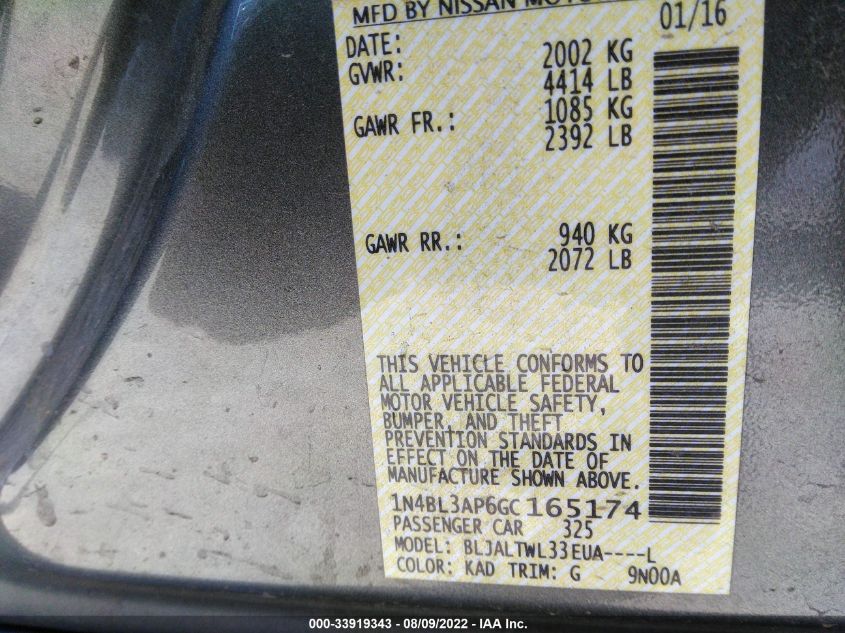 MFD BY NISSAN MOTOR
01/16
DATE:
GVWR: 2002 KG
4414 LB
GAWR FR.: 1085 KG
2392 LB
GAWR RR.: 940 KG
2072 LB
THIS VEHICLE CONFORMS TO
ALL APPLICABLE FEDERAL
MOTOR VEHICLE SAFETY,
BUMPER, AND THEFT
PREVENTION STANDARDS IN
EFFECT ON THE DATE OF
MANUFACTURE SHOWN ABOVE.
1N4BL3AP6GC 165174
PASSENGER CAR 325
MODEL: BLJALTWL33EUA----L
COLOR: KAD TRIM: G 9N00A
000-33919343 - 08/09/2022 - IAA Inc.